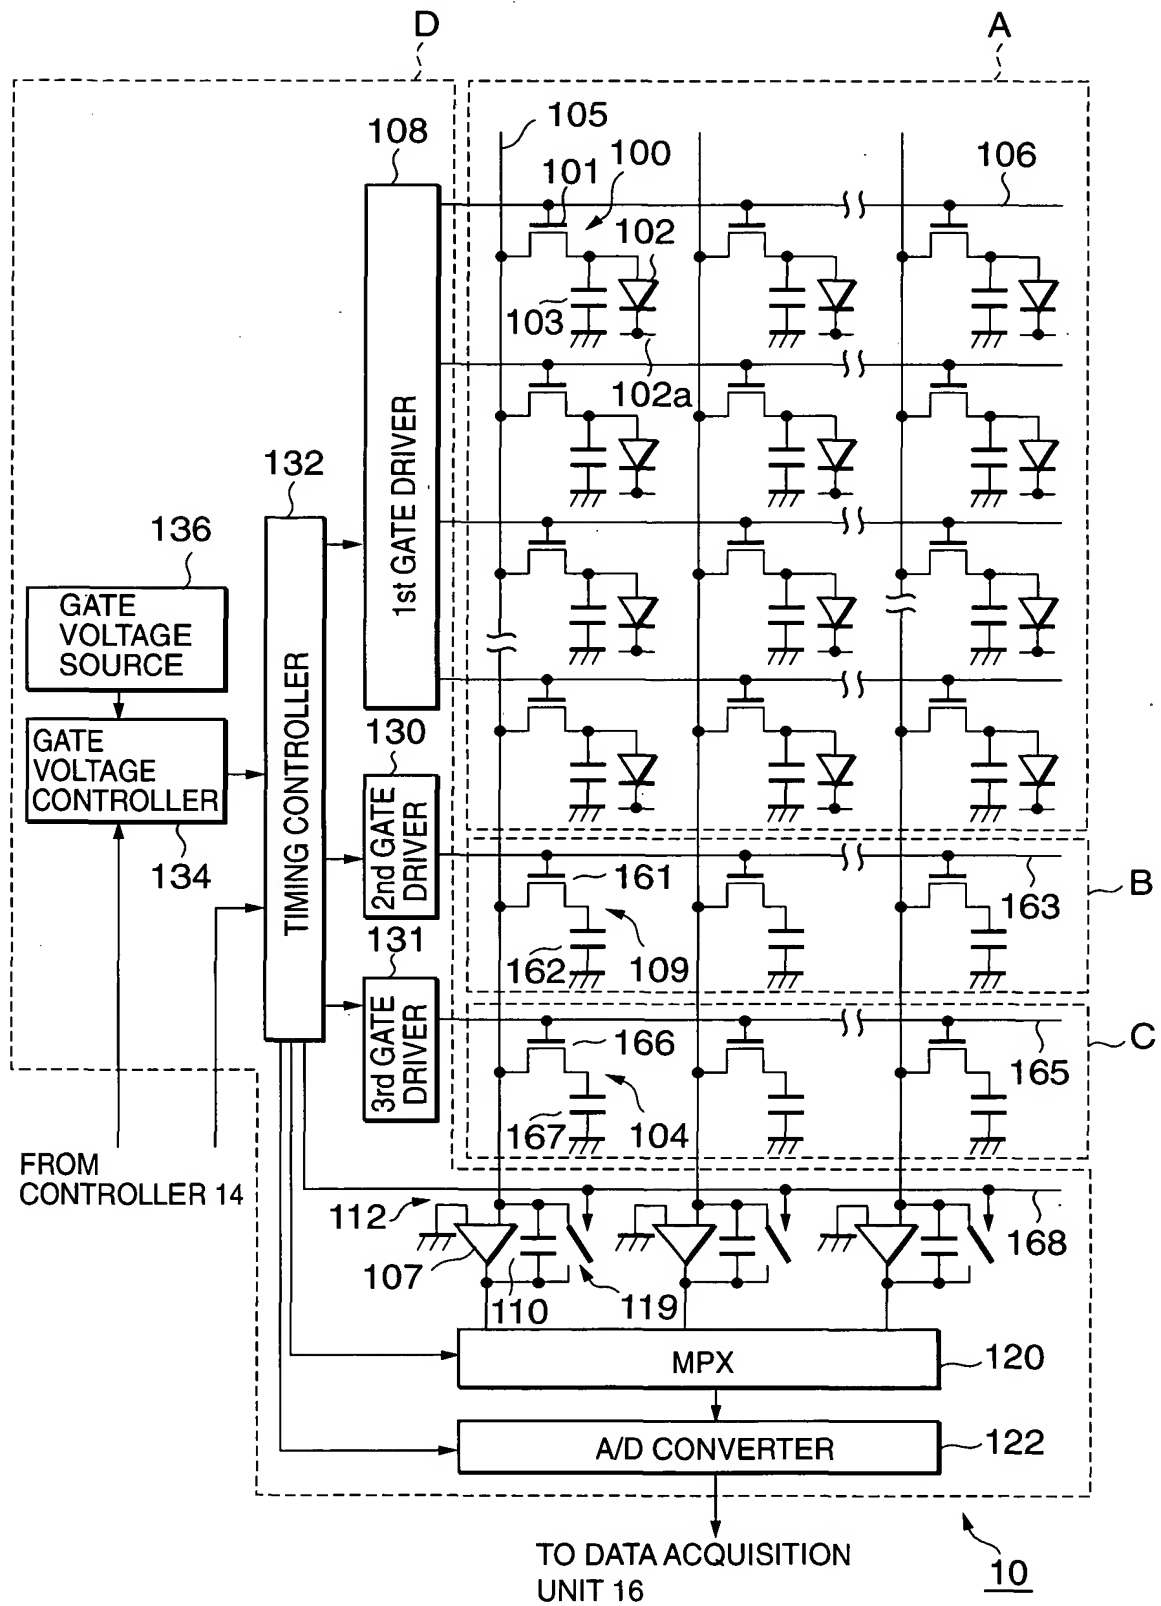 D
A
105
108
100
101
106
102
103
102a
1st GATE DRIVER
132
136
GATE
VOLTAGE
SOURCE
TIMING CONTROLLER
130
GATE
VOLTAGE
CONTROLLER
134
2nd GATE
DRIVER
161
163
B
162
109
131
3rd GATE
DRIVER
166
165
C
167
104
FROM
CONTROLLER 14
112
168
107
110
119
MPX
120
A/D CONVERTER
122
TO DATA ACQUISITION
UNIT 16
10